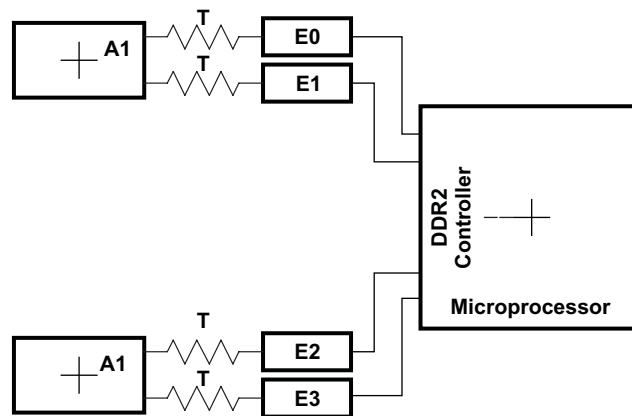 T
A1
E0
T
E1
DDR2
Controller
Microprocessor
T
A1
E2
T
E3